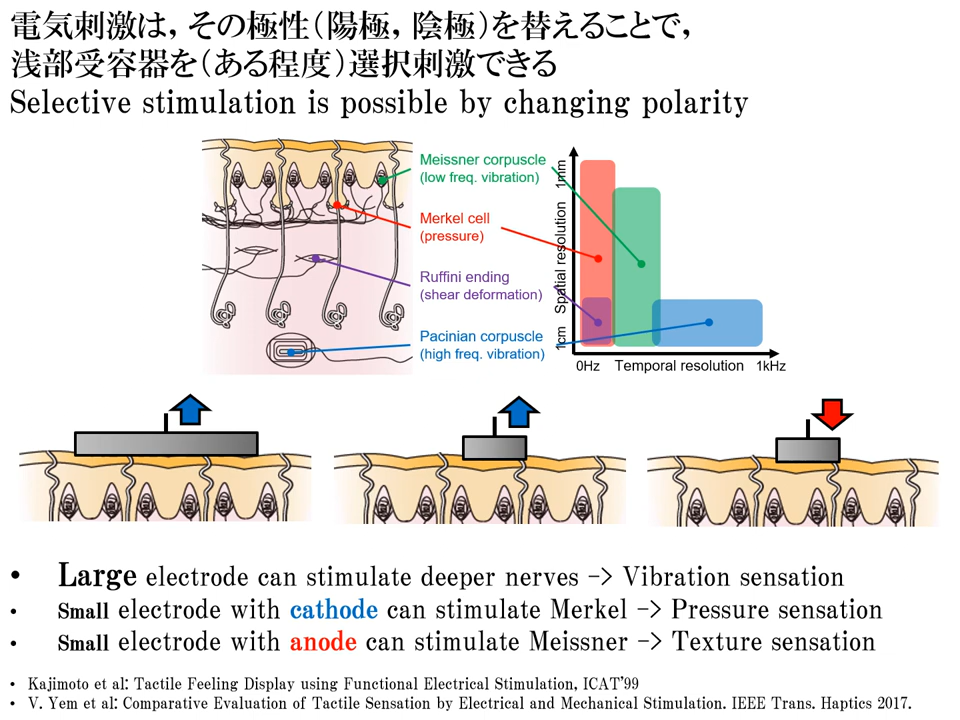 電気刺激は，その極性（陽極，陰極）を替えることで，
浅部受容器を（ある程度）選択刺激できる
Selective stimulation is possible by changing polarity
Meissner corpuscle
(low freq. vibration)
Merkel cell
(pressure)
Ruffini ending
(shear deformation)
Pacinian corpuscle
(high freq. vibration)
1cm Spatial resolution 1mm
0Hz Temporal resolution 1kHz
• Large electrode can stimulate deeper nerves -> Vibration sensation
• Small electrode with cathode can stimulate Merkel -> Pressure sensation
• Small electrode with anode can stimulate Meissner -> Texture sensation
• Kajimoto et al: Tactile Feeling Display using Functional Electrical Stimulation, ICAT'99
• V. Yem et al: Comparative Evaluation of Tactile Sensation by Electrical and Mechanical Stimulation. IEEE Trans. Haptics 2017.